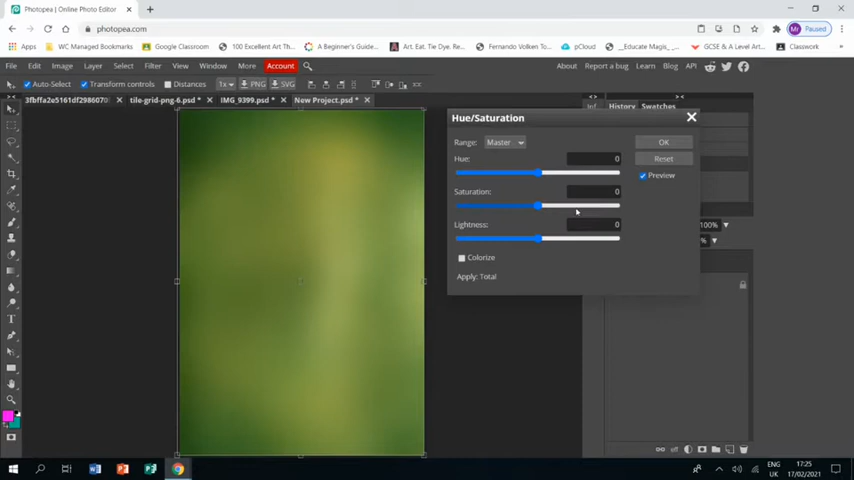 Photopea | Online Photo Editor
photopea.com
Paused
Apps
WC Managed Bookmarks
Google Classroom
100 Excellent Art Th...
A Beginner's Guide...
Art. Eat. Tie Dye. Rea...
Fernando Volken To...
pCloud
__Educate Magis_...
GCSE & A Level Art...
Classwork
File Edit Image Layer Select Filter View Window More Account
About Report a bug Learn Blog API
Auto-Select Transform controls Distances 1x PNG SVG
tile-grid-png-6.psd *
IMG_9399.psd *
New Project.psd *
Inf History Swatches
Hue/Saturation
Range: Master
OK
Hue: 0
Reset
Preview
Saturation: 0
Lightness: 0
100%
%
Colorize
Apply: Total
ENG
UK
17:25
17/02/2021